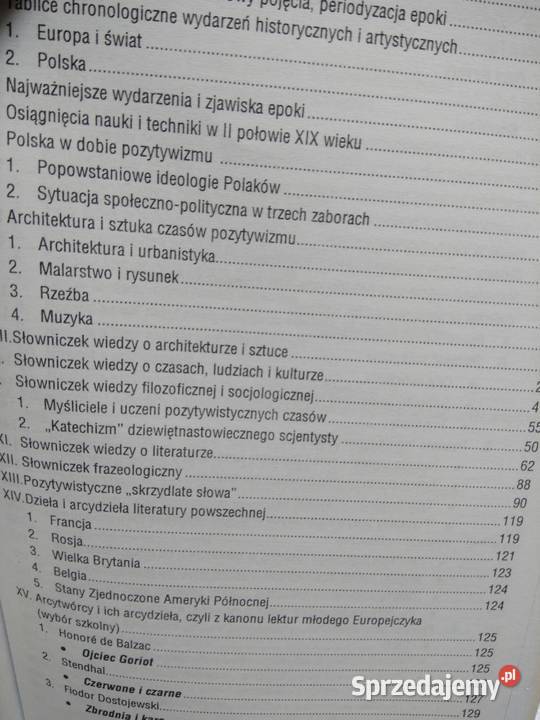 pojęcia, periodyzacja epoki
Tablice chronologiczne wydarzeń historycznych i artystycznych
1. Europa i świat
2. Polska
Najważniejsze wydarzenia i zjawiska epoki
Osiągnięcia nauki i techniki w II połowie XIX wieku
Polska w dobie pozytywizmu
1. Popowstaniowe ideologie Polaków
2. Sytuacja społeczno-polityczna w trzech zaborach
Architektura i sztuka czasów pozytywizmu
1. Architektura i urbanistyka
2. Malarstwo i rysunek
3. Rzeźba
4. Muzyka
II. Słowniczek wiedzy o architekturze i sztuce
Słowniczek wiedzy o czasach, ludziach i kulturze 2
Słowniczek wiedzy filozoficznej i socjologicznej 4
1. Myśliciele i uczeni pozytywistycznych czasów 55
2. „Katechizm” dziewiętnastowiecznego scjentysty 50
XI. Słowniczek wiedzy o literaturze 62
XII. Słowniczek frazeologiczny 88
XIII. Pozytywistyczne „skrzydlate słowa” 90
XIV. Dzieła i arcydzieła literatury powszechnej 119
1. Francja 119
2. Rosja 121
3. Wielka Brytania 123
4. Belgia 124
5. Stany Zjednoczone Ameryki Północnej 124
XV. Arcytwórcy i ich arcydzieła, czyli z kanonu lektur młodego Europejczyka
(wybór szkolny) 125
1. Honoré de Balzac 125
• Ojciec Goriot 125
2. Stendhal
• Czerwone i czarne 127
3. Fiodor Dostojewski 129
• Zbrodnia i kara
Sprzedajemy.pl